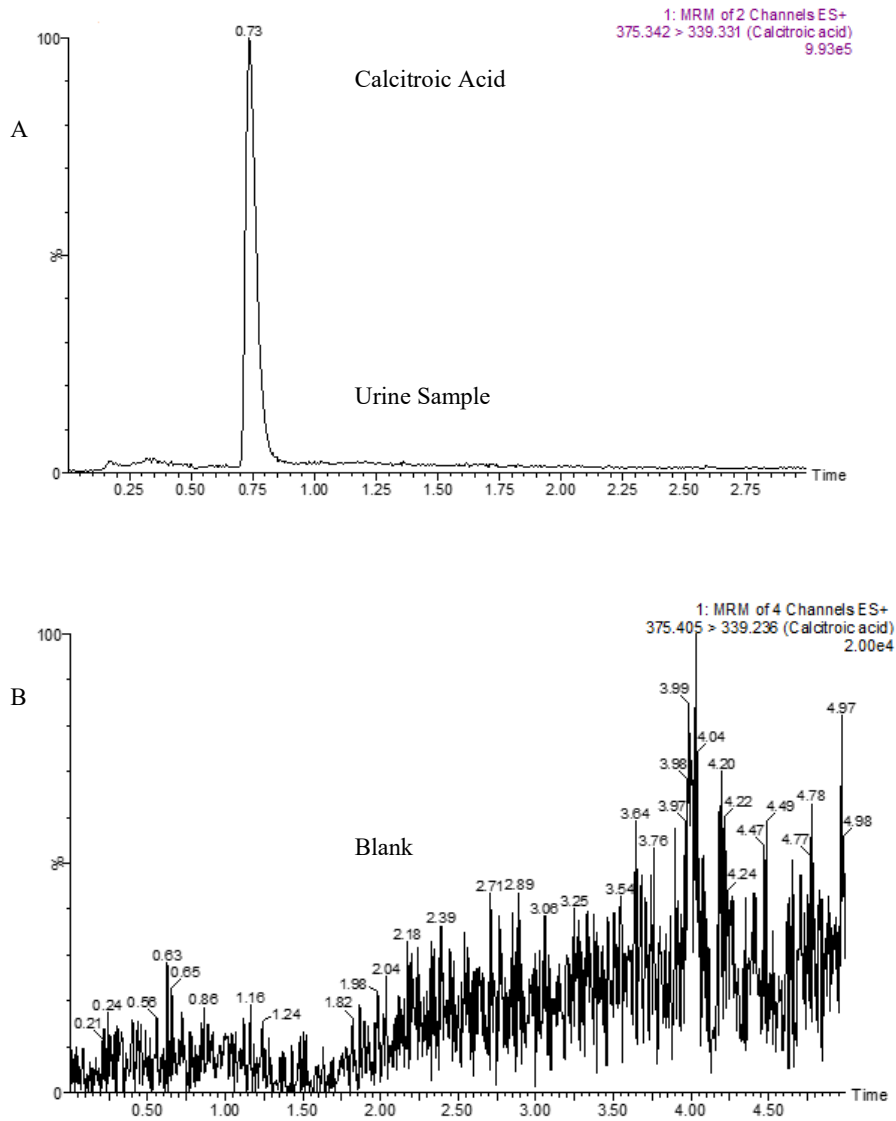 1: MRM of 2 Channels ES+
375.342 > 339.331 (Calcitroic acid)
9.93e5
100
0.73
Calcitroic Acid
A
%
Urine Sample
0
0.25 0.50 0.75 1.00 1.25 1.50 1.75 2.00 2.25 2.50 2.75
Time
1: MRM of 4 Channels ES+
375.405 > 339.236 (Calcitroic acid)
2.00e4
100
B
3.99
4.97
4.04
3.98
4.20
3.97
4.22
3.64
3.76
4.47
4.49
4.78
4.77
4.98
Blank
%
4.24
3.54
2.71
2.89
3.06
3.25
2.39
2.18
2.04
1.98
1.82
0.63
0.65
0.56
0.24
0.21
0.86
1.16
1.24
0
0.50 1.00 1.50 2.00 2.50 3.00 3.50 4.00 4.50
Time